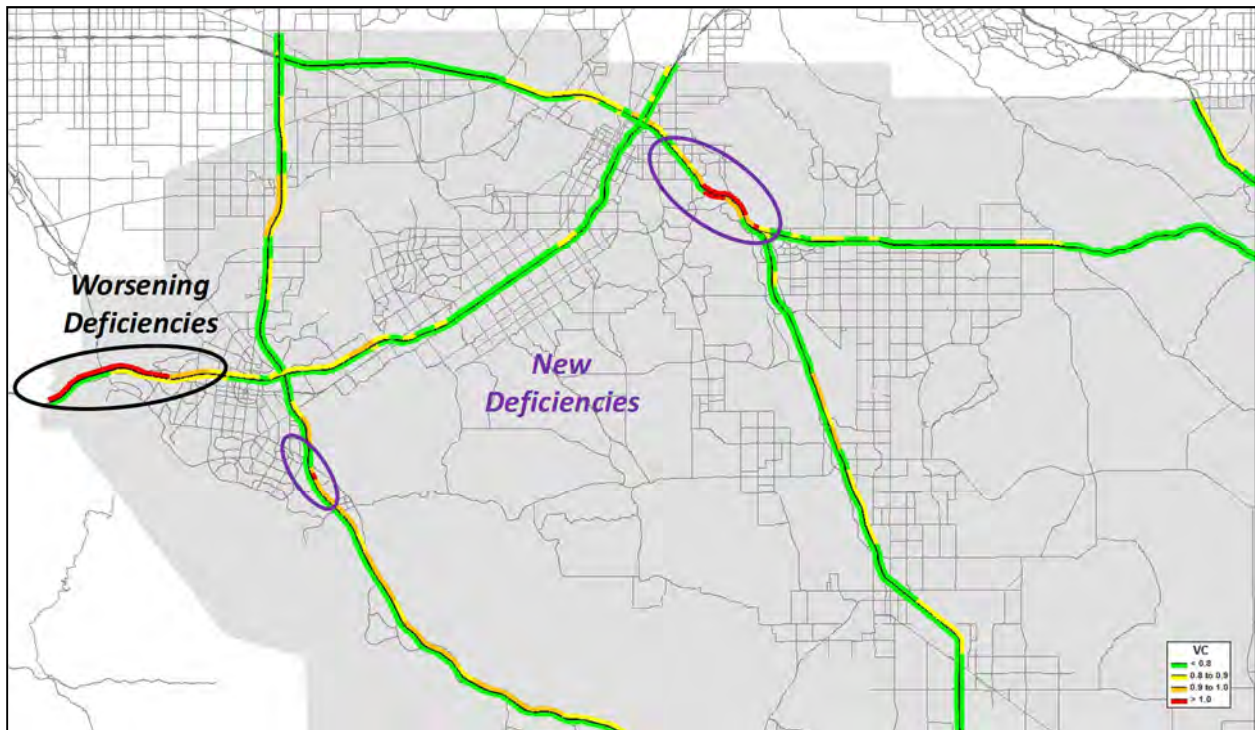 Worsening
Deficiencies
New
Deficiencies
VC
< 0.8
0.8 to 0.9
0.9 to 1.0
> 1.0